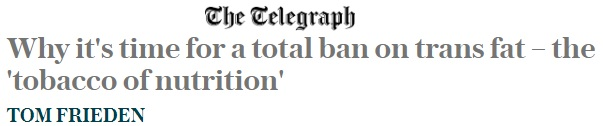 The Telegraph
Why it's time for a total ban on trans fat – the
'tobacco of nutrition'
TOM FRIEDEN